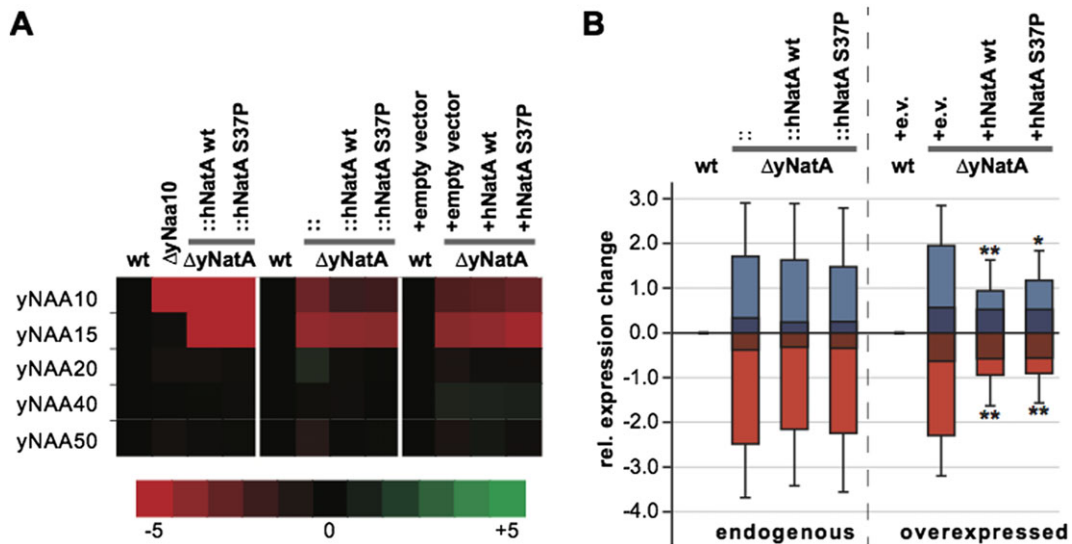 A
wt
ΔyNaa10
::hNatA wt
::hNatA S37P
ΔyNatA
wt
::
::hNatA wt
::hNatA S37P
ΔyNatA
+empty vector
wt
+empty vector
+hNatA wt
+hNatA S37P
ΔyNatA
yNAA10
yNAA15
yNAA20
yNAA40
yNAA50
-5
0
+5
B
wt
::
::hNatA wt
::hNatA S37P
ΔyNatA
+e.v.
wt
+e.v.
+hNatA wt
+hNatA S37P
ΔyNatA
rel. expression change
3.0
2.0
1.0
0.0
-1.0
-2.0
-3.0
-4.0
**
*
**
**
endogenous
overexpressed